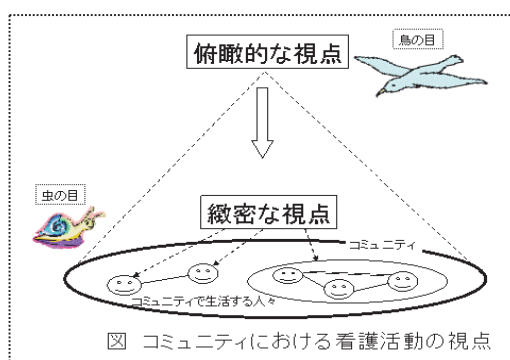 俯瞰的な視点
鳥の目
虫の目
緻密な視点
コミュニティ
コミュニティで生活する人々
図 コミュニティにおける看護活動の視点